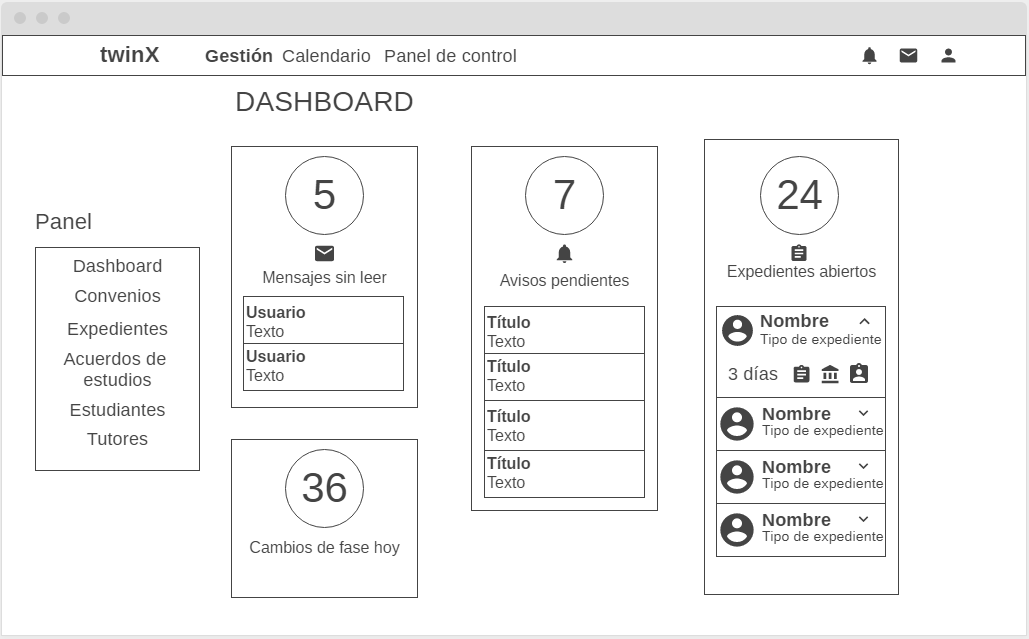 twinX
Gestión Calendario Panel de control
DASHBOARD
Panel
Dashboard
Convenios
Expedientes
Acuerdos de
estudios
Estudiantes
Tutores
5
Mensajes sin leer
Usuario
Texto
Usuario
Texto
36
Cambios de fase hoy
7
Avisos pendientes
Título
Texto
Título
Texto
Título
Texto
Título
Texto
24
Expedientes abiertos
Nombre
Tipo de expediente
3 días
Nombre
Tipo de expediente
Nombre
Tipo de expediente
Nombre
Tipo de expediente